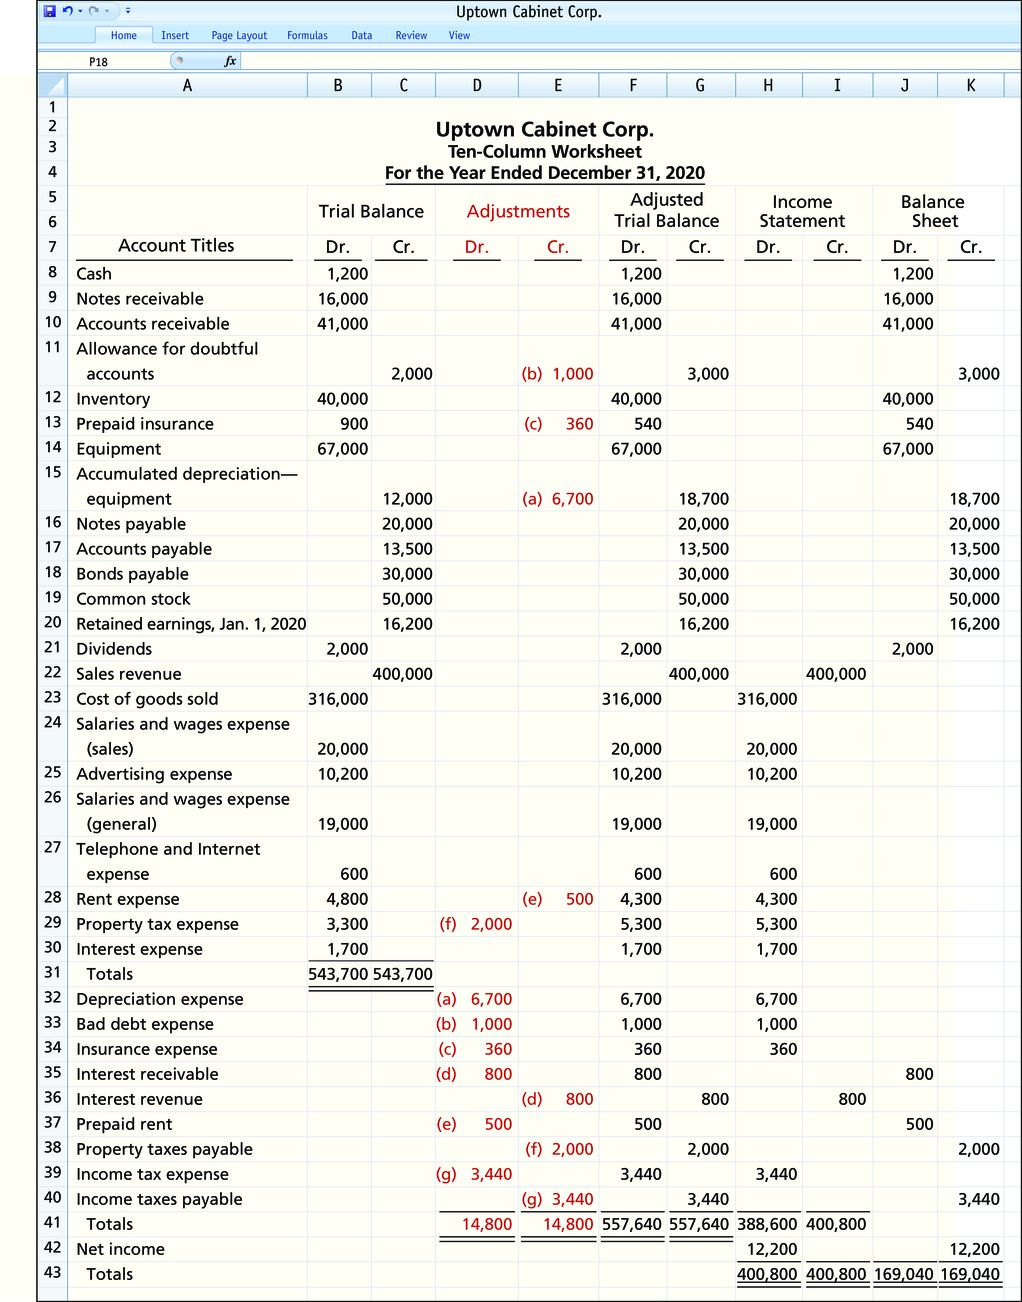 Uptown Cabinet Corp.
Home Insert Page Layout Formulas Data Review View
P18 fx
A B C D E F G H I J K
1
2 Uptown Cabinet Corp.
3 Ten-Column Worksheet
4 For the Year Ended December 31, 2020
5 Adjusted Income Balance
Trial Balance Adjustments
6 Trial Balance Statement Sheet
7 Account Titles Dr. Cr. Dr. Cr. Dr. Cr. Dr. Cr. Dr. Cr.
8 Cash 1,200 1,200 1,200
9 Notes receivable 16,000 16,000 16,000
10 Accounts receivable 41,000 41,000 41,000
11 Allowance for doubtful
accounts 2,000 (b) 1,000 3,000 3,000
12 Inventory 40,000 40,000 40,000
13 Prepaid insurance 900 (c) 360 540 540
14 Equipment 67,000 67,000 67,000
15 Accumulated depreciation—
equipment 12,000 (a) 6,700 18,700 18,700
16 Notes payable 20,000 20,000 20,000
17 Accounts payable 13,500 13,500 13,500
18 Bonds payable 30,000 30,000 30,000
19 Common stock 50,000 50,000 50,000
20 Retained earnings, Jan. 1, 2020 16,200 16,200 16,200
21 Dividends 2,000 2,000 2,000
22 Sales revenue 400,000 400,000 400,000
23 Cost of goods sold 316,000 316,000 316,000
24 Salaries and wages expense
(sales) 20,000 20,000 20,000
25 Advertising expense 10,200 10,200 10,200
26 Salaries and wages expense
(general) 19,000 19,000 19,000
27 Telephone and Internet
expense 600 600 600
28 Rent expense 4,800 (e) 500 4,300 4,300
29 Property tax expense 3,300 (f) 2,000 5,300 5,300
30 Interest expense 1,700 1,700 1,700
31 Totals 543,700 543,700
32 Depreciation expense (a) 6,700 6,700 6,700
33 Bad debt expense (b) 1,000 1,000 1,000
34 Insurance expense (c) 360 360 360
35 Interest receivable (d) 800 800 800
36 Interest revenue (d) 800 800 800
37 Prepaid rent (e) 500 500 500
38 Property taxes payable (f) 2,000 2,000 2,000
39 Income tax expense (g) 3,440 3,440 3,440
40 Income taxes payable (g) 3,440 3,440 3,440
41 Totals 14,800 14,800 557,640 557,640 388,600 400,800
42 Net income 12,200 12,200
43 Totals 400,800 400,800 169,040 169,040